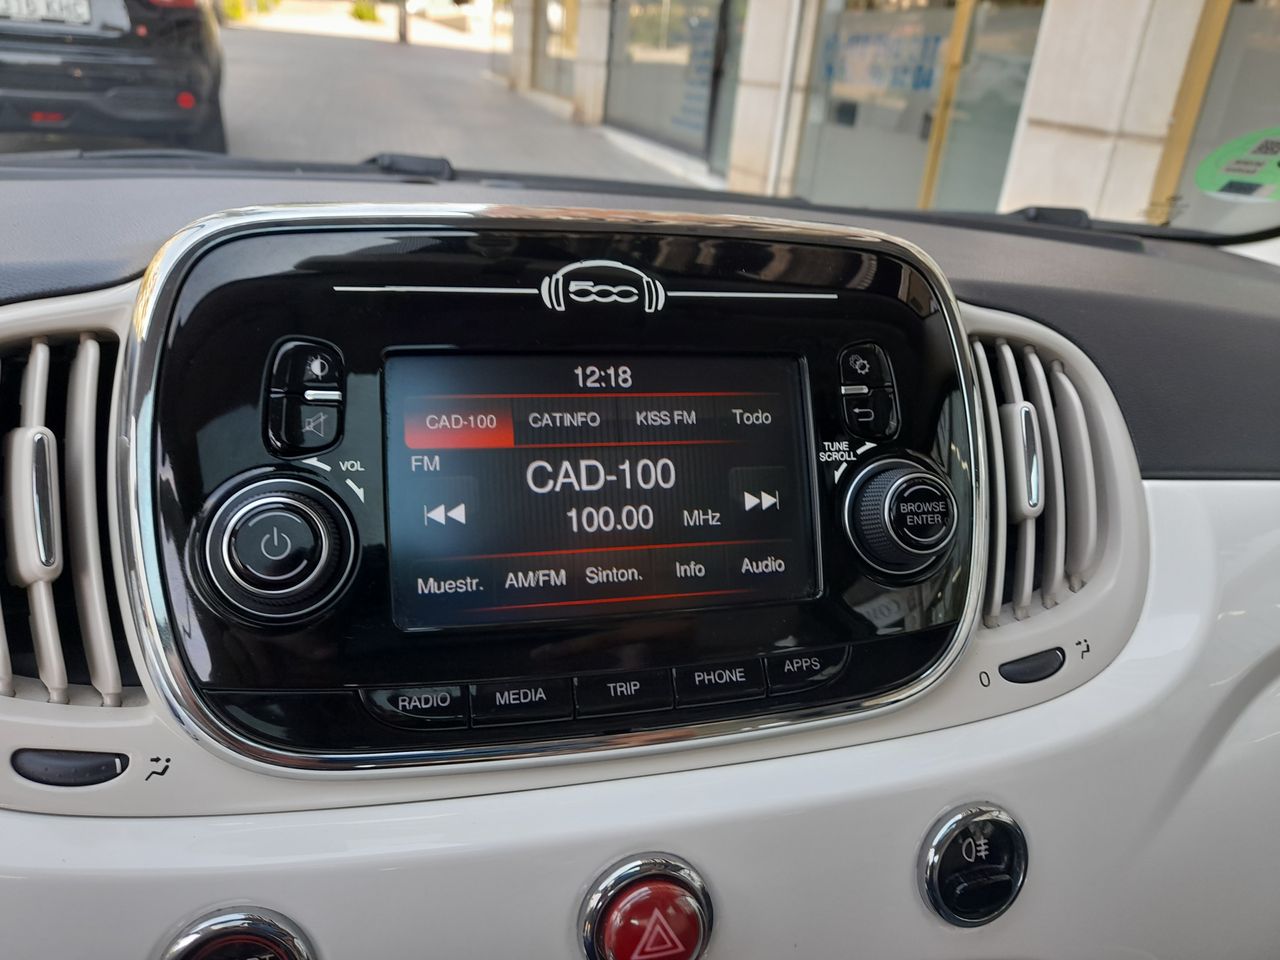 500
12:18
CAD-100 CATINFO KISS FM Todo
FM
CAD-100
100.00 MHz
Muestr. AM/FM Sinton. Info Audio
VOL
TUNE
SCROLL
BROWSE
ENTER
RADIO MEDIA TRIP PHONE APPS
0